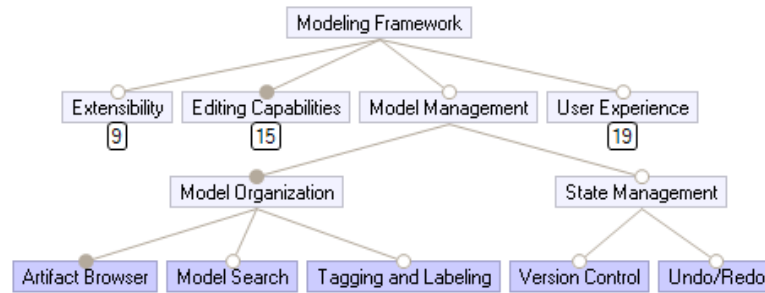 Modeling Framework
Extensibility
Editing Capabilities
Model Management
User Experience
9
15
19
Model Organization
State Management
Artifact Browser
Model Search
Tagging and Labeling
Version Control
Undo/Redo